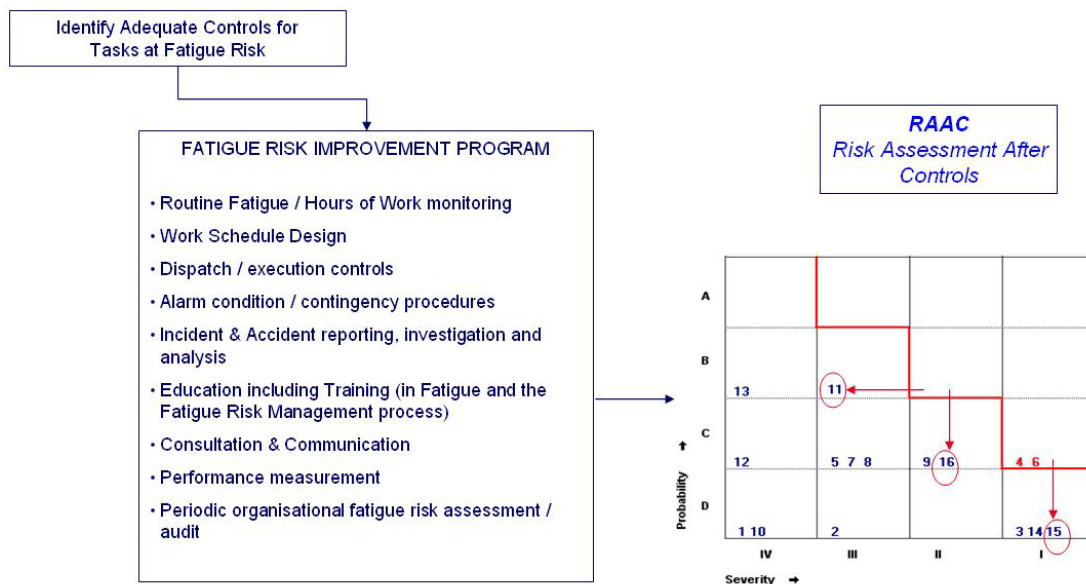 Identify Adequate Controls for
Tasks at Fatigue Risk
FATIGUE RISK IMPROVEMENT PROGRAM
• Routine Fatigue / Hours of Work monitoring
• Work Schedule Design
• Dispatch / execution controls
• Alarm condition / contingency procedures
• Incident & Accident reporting, investigation and
analysis
• Education including Training (in Fatigue and the
Fatigue Risk Management process)
• Consultation & Communication
• Performance measurement
• Periodic organisational fatigue risk assessment /
audit
RAAC
Risk Assessment After
Controls
A
B
13 11
C
12 5 7 8 9 16 4 6
Probability
D
1 10 2 3 14 15
IV III II I
Severity